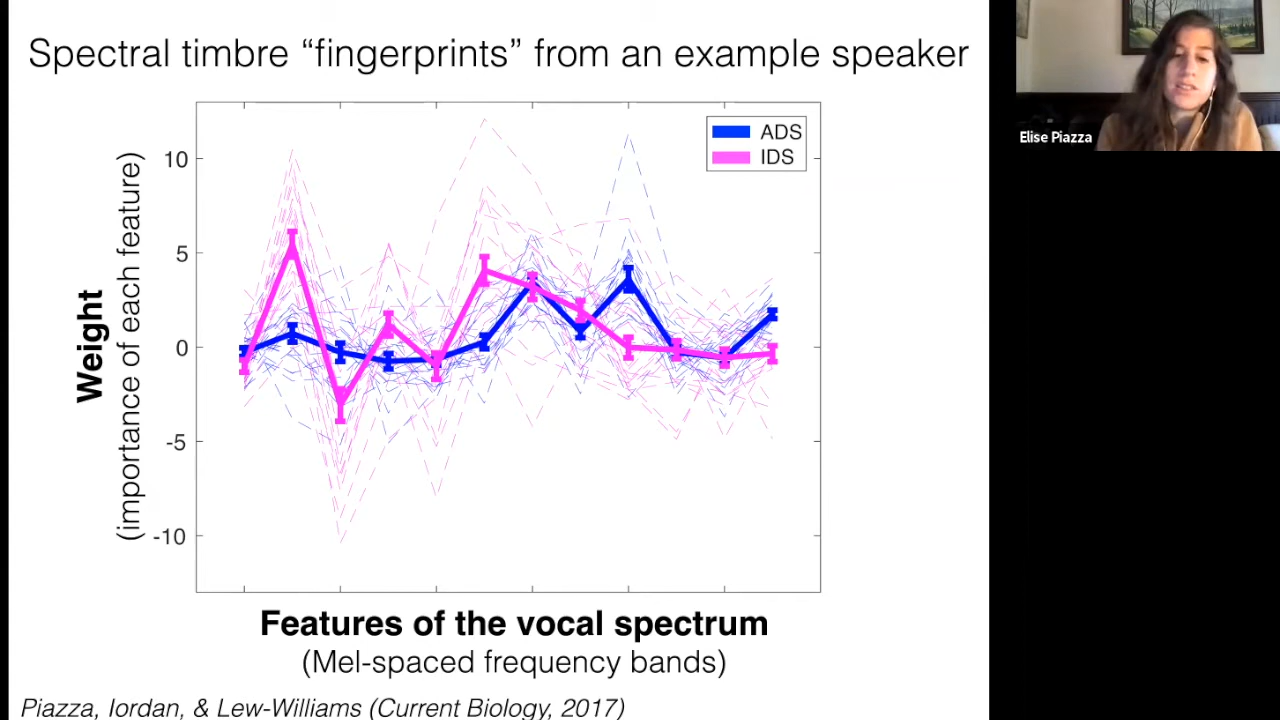 Spectral timbre “fingerprints” from an example speaker
Elise Piazza
ADS
IDS
10
5
0
-5
-10
Weight
(importance of each feature)
Features of the vocal spectrum
(Mel-spaced frequency bands)
Piazza, Iordan, & Lew-Williams (Current Biology, 2017)